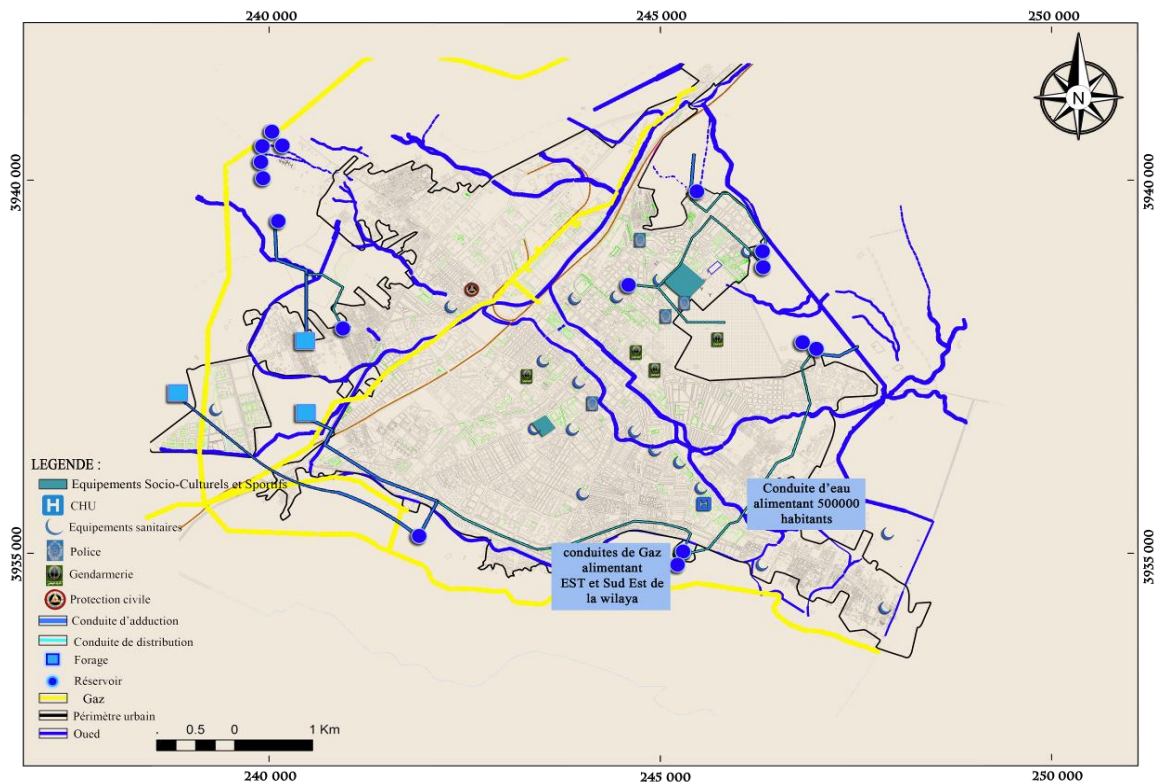 240 000
245 000
250 000
N
3940 000
3940 000
LEGENDE :
Equipements Socio-Culturels et Sportifs
H
CHU
Equipements sanitaires
Police
Gendarmerie
Protection civile
Conduite d'adduction
Conduite de distribution
Forage
Réservoir
Gaz
Périmètre urbain
Oued
Conduite d'eau
alimentant 500000
habitants
conduites de Gaz
alimentant
EST et Sud Est de
la wilaya
3935 000
3935 000
. 0.5 0 1 Km
240 000
245 000
250 000